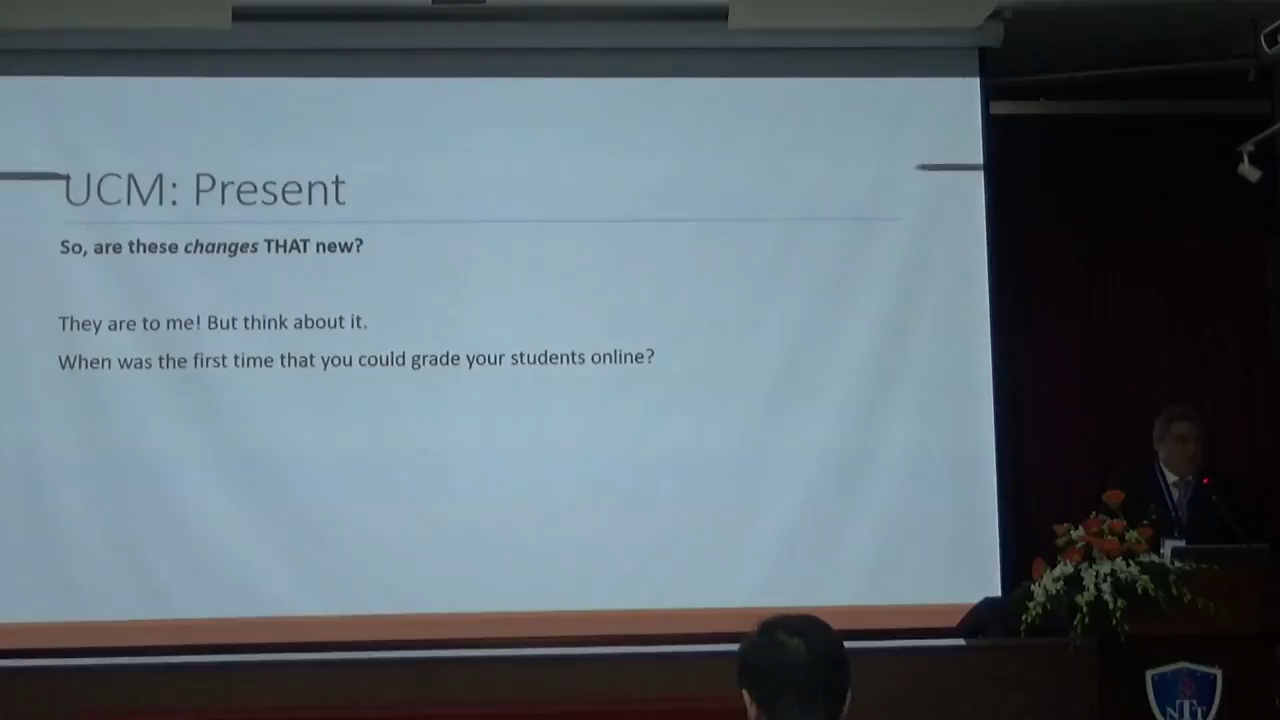 UCM: Present
So, are these changes THAT new?
They are to me! But think about it.
When was the first time that you could grade your students online?
NTT